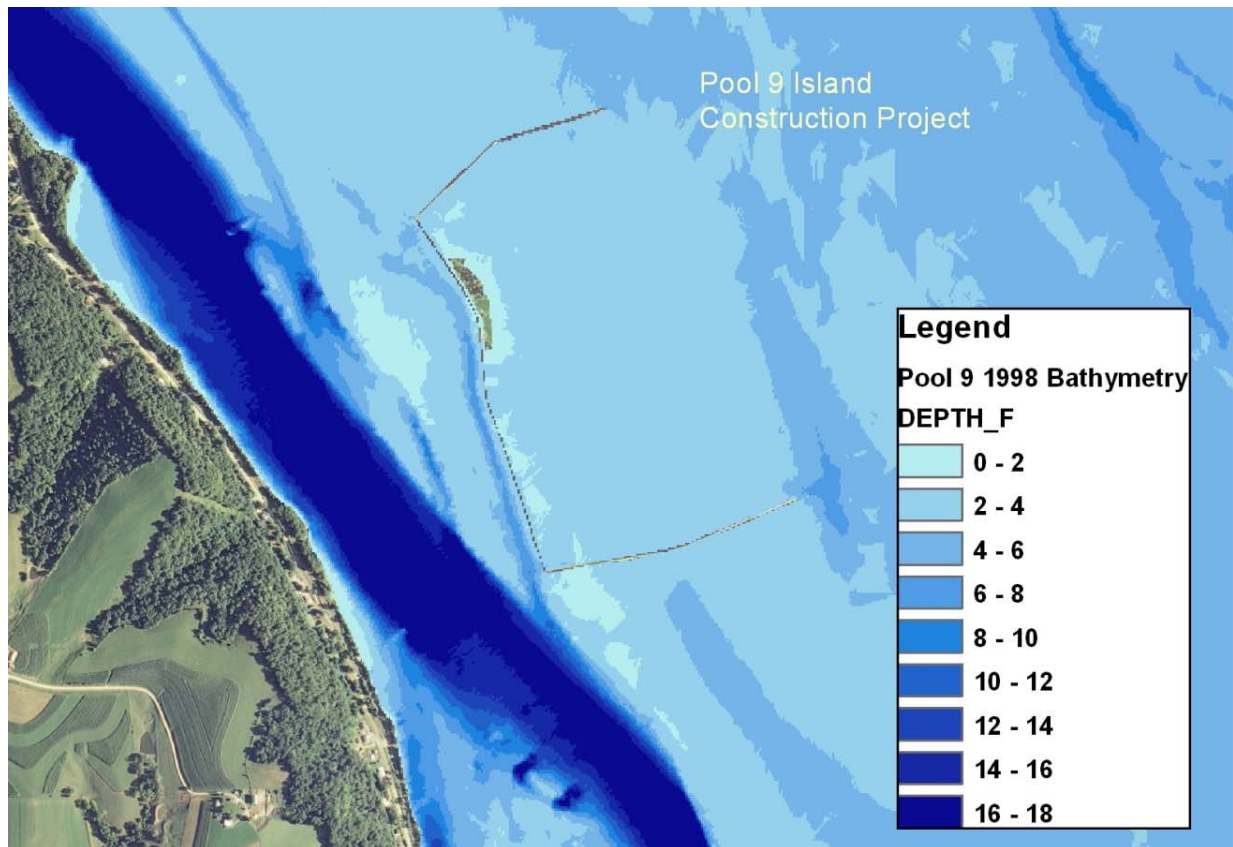 Pool 9 Island
Construction Project
Legend
Pool 9 1998 Bathymetry
DEPTH_F
0 - 2
2 - 4
4 - 6
6 - 8
8 - 10
10 - 12
12 - 14
14 - 16
16 - 18